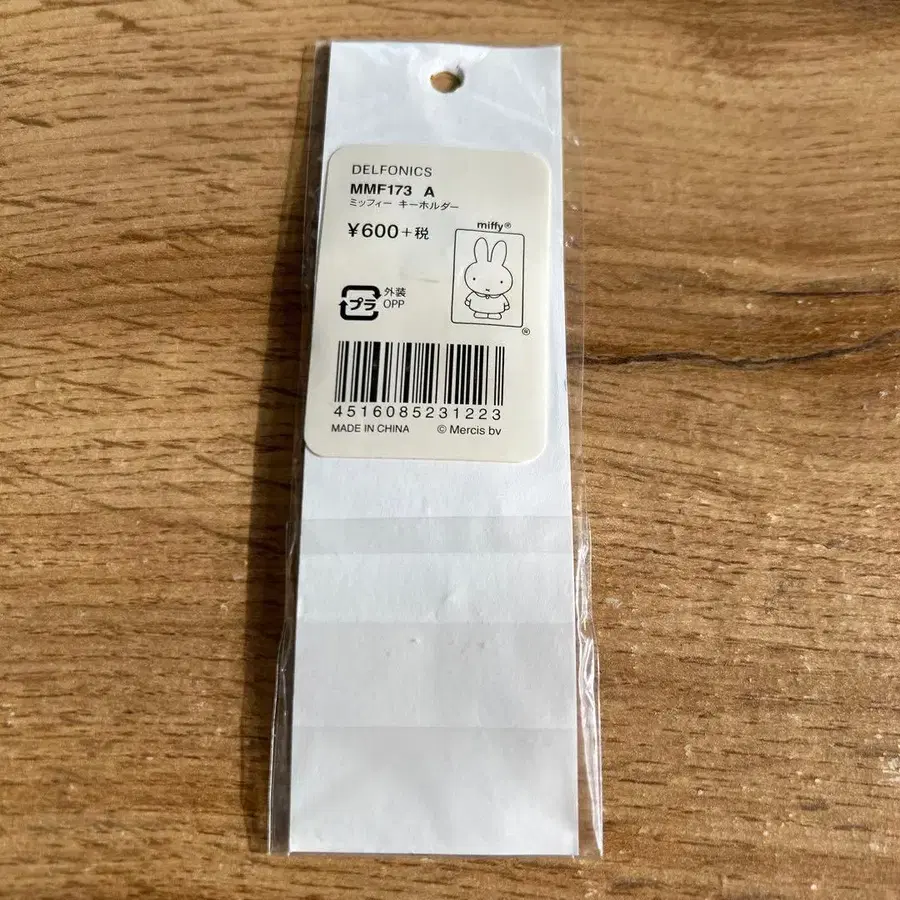 DELFONICS
MMF173 A
ミッフィー キーホルダー
¥600+税
miffy®
プラ
外装
OPP
®
4516085231223
MADE IN CHINA © Mercis bv